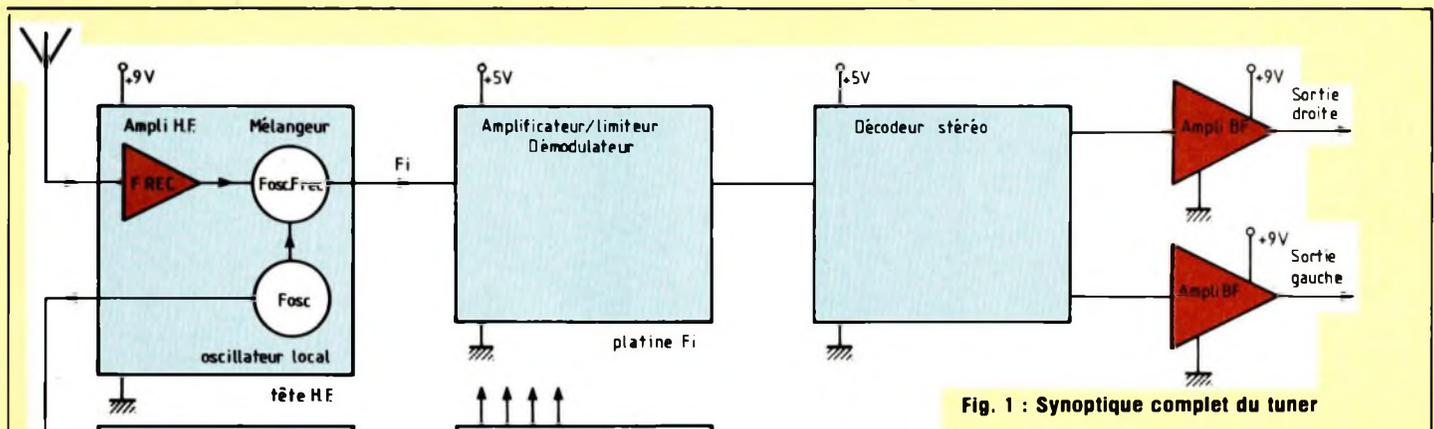 +9V
Ampli H.F. Mélangeur
F REC
Fosc.Frec
Fosc
oscillateur local
tête H.F.
Fi
+5V
Amplificateur/limiteur
Démodulateur
platine Fi
+5V
Décodeur stéréo
+9V
Ampli BF
Sortie
droite
+9V
Ampli BF
Sortie
gauche
Fig. 1 : Synoptique complet du tuner